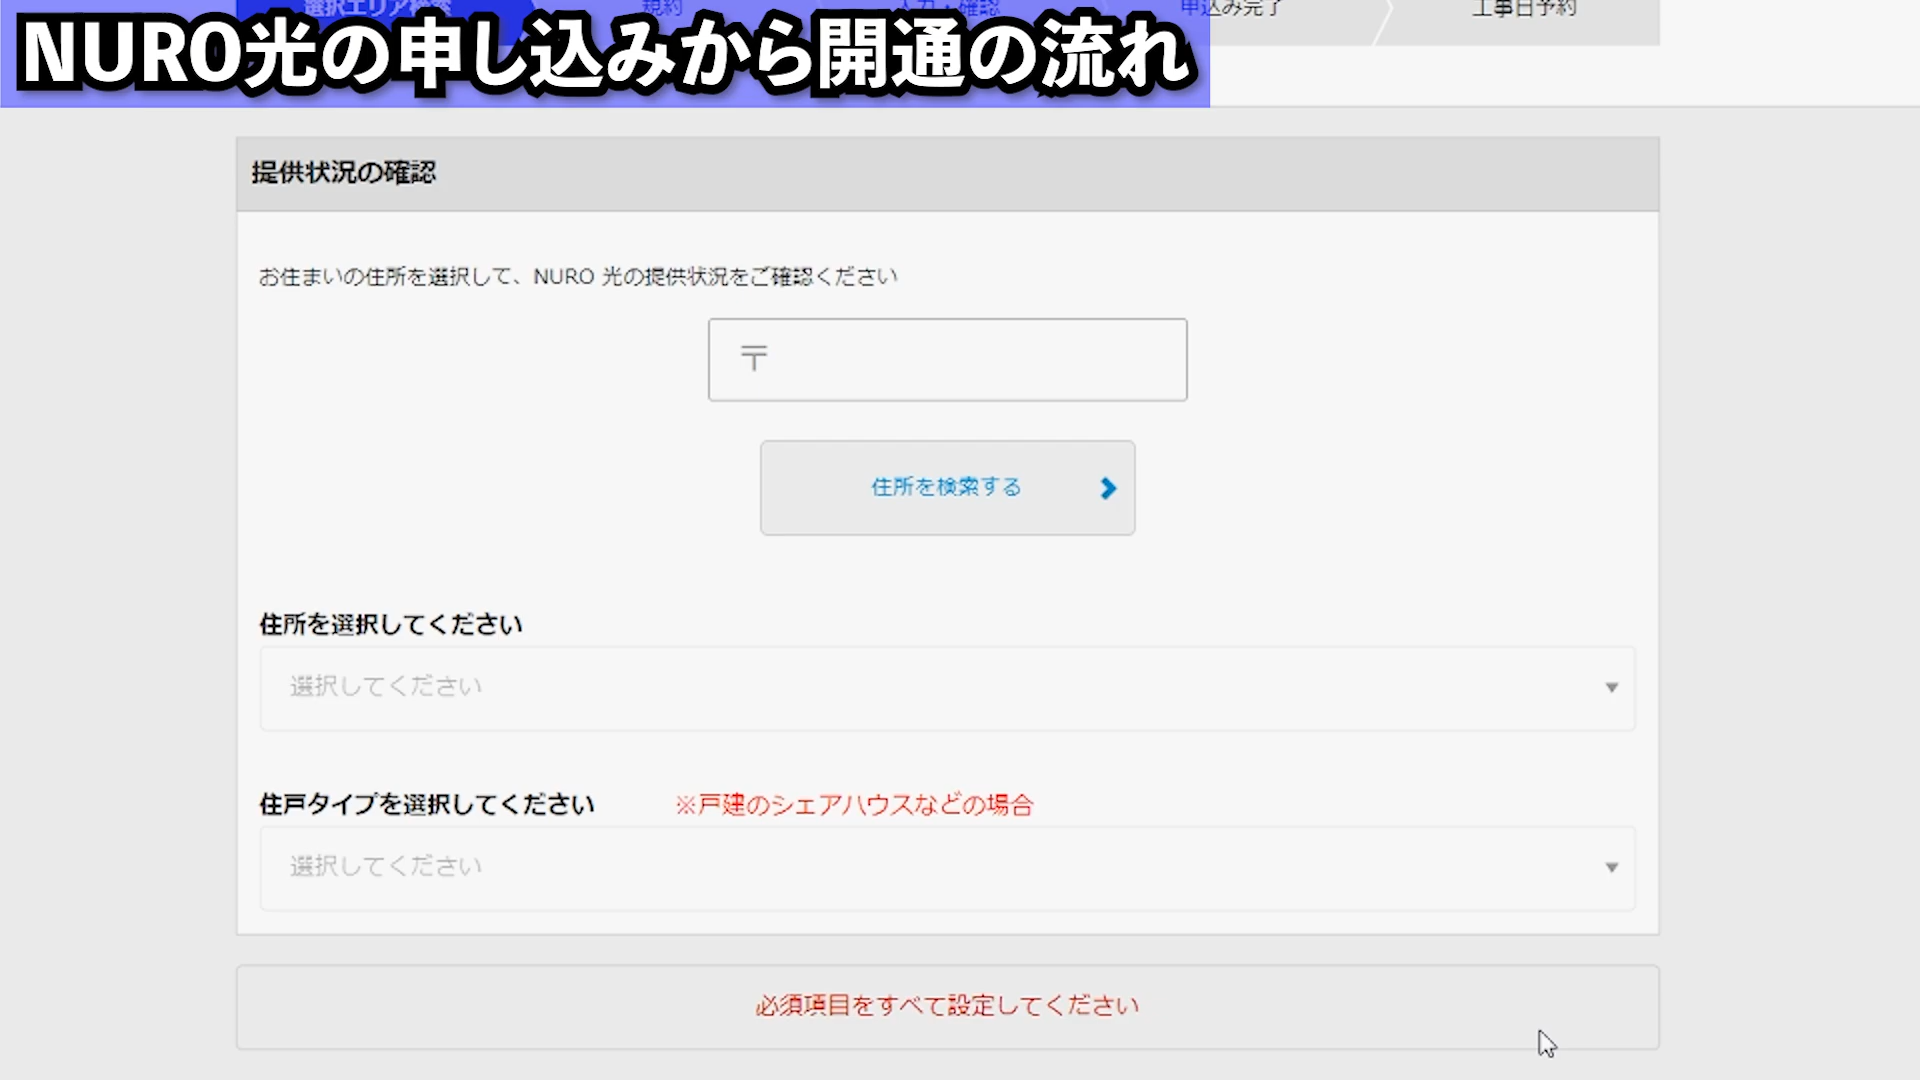 選択エリア検索
規約
入力・確認
申込み完了
工事日予約
NURO光の申し込みから開通の流れ
提供状況の確認
お住まいの住所を選択して、NURO 光の提供状況をご確認ください
〒
住所を検索する
住所を選択してください
選択してください
住戸タイプを選択してください
※戸建のシェアハウスなどの場合
選択してください
必須項目をすべて設定してください